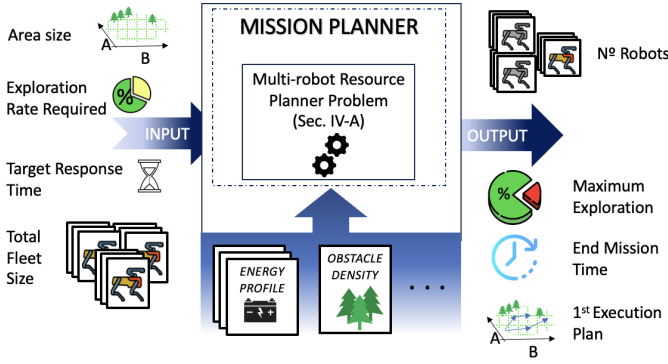 MISSION PLANNER
Multi-robot Resource
Planner Problem
(Sec. IV-A)
Area size
A
B
Exploration
Rate Required
%
INPUT
Target Response
Time
Total
Fleet
Size
ENERGY
PROFILE
OBSTACLE
DENSITY
. . .
OUTPUT
Nº Robots
%
Maximum
Exploration
End Mission
Time
A
B
1st Execution
Plan